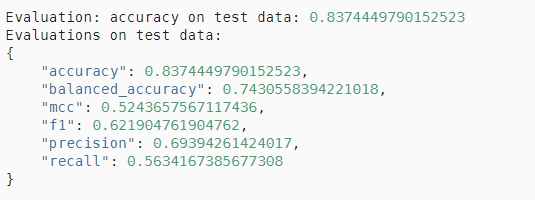 Evaluation: accuracy on test data: 0.8374449790152523
Evaluations on test data:
{
    "accuracy": 0.8374449790152523,
    "balanced_accuracy": 0.7430558394221018,
    "mcc": 0.5243657567117436,
    "f1": 0.621904761904762,
    "precision": 0.69394261424017,
    "recall": 0.5634167385677308
}